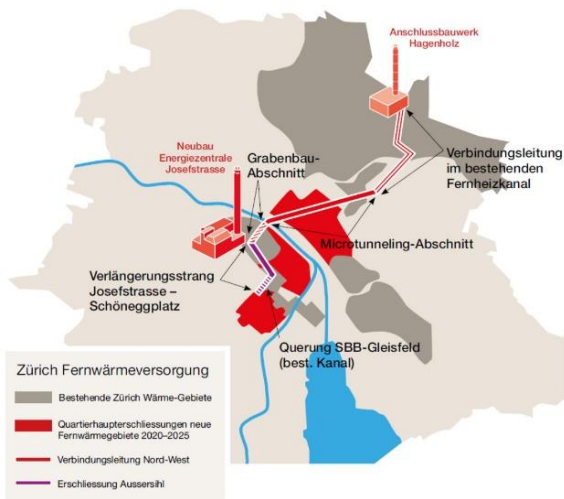 Anschlussbauwerk
Hagenholz
Neubau
Energiezentrale
Josefstrasse
Grabenbau-
Abschnitt
Verbindungsleitung
im bestehenden
Fernheizkanal
Microtunneling-Abschnitt
Verlängerungsstrang
Josefstrasse –
Schöneggplatz
Querung SBB-Gleisfeld
(best. Kanal)
Zürich Fernwärmeversorgung
Bestehende Zürich Wärme-Gebiete
Quartierhaupterschliessungen neue
Fernwärmegebiete 2020–2025
Verbindungsleitung Nord-West
Erschliessung Aussersihl